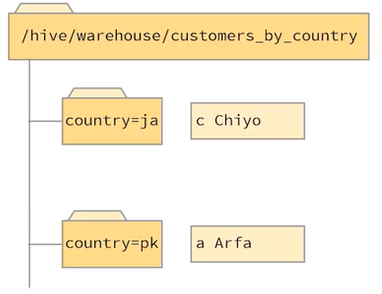 /hive/warehouse/customers_by_country
country=ja
c Chiyo
country=pk
a Arfa